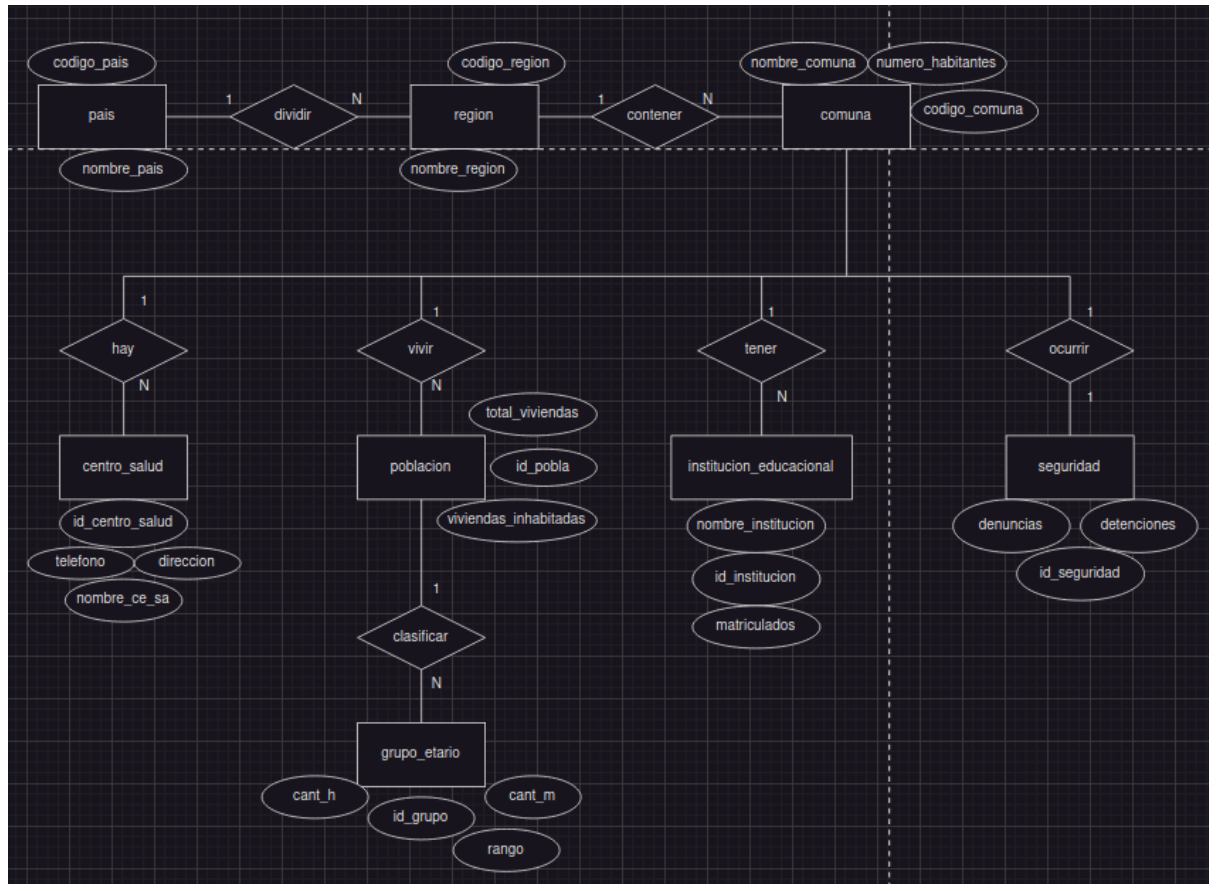 codigo_pais
codigo_region
nombre_comuna
numero_habitantes
codigo_comuna
pais
1
dividir
N
region
1
contener
N
comuna
nombre_pais
nombre_region
1
1
1
1
hay
vivir
tener
ocurrir
N
N
N
1
total_viviendas
centro_salud
poblacion
id_pobla
institucion_educacional
seguridad
id_centro_salud
viviendas_inhabitadas
nombre_institucion
denuncias
detenciones
telefono
direccion
id_institucion
id_seguridad
nombre_ce_sa
matriculados
1
clasificar
N
grupo_etario
cant_h
cant_m
id_grupo
rango